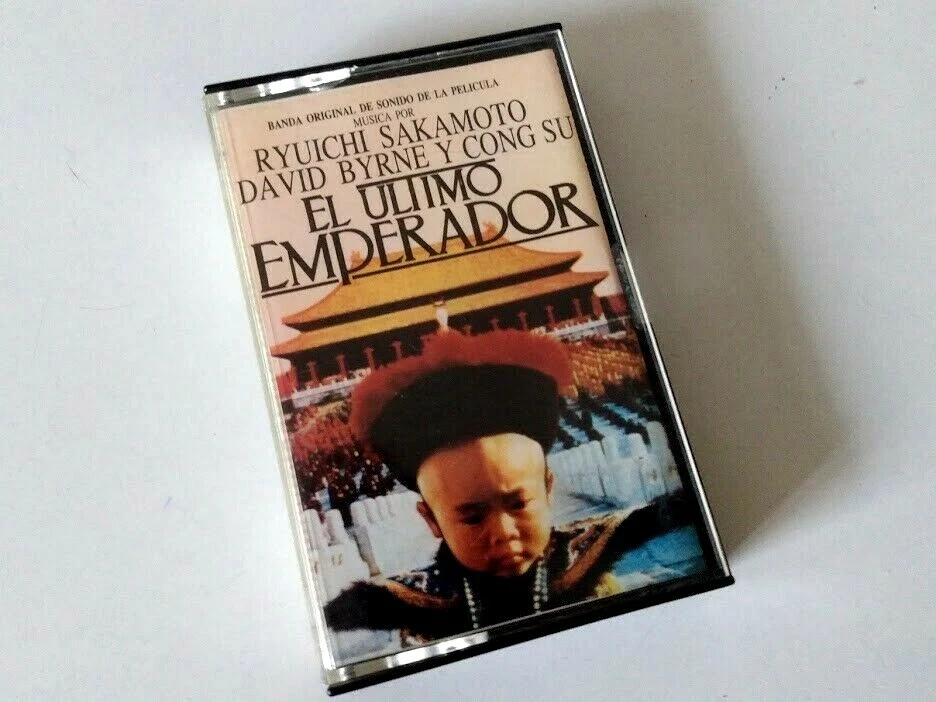 BANDA ORIGINAL DE SONIDO DE LA PELICULA
MUSICA POR
RYUICHI SAKAMOTO
DAVID BYRNE Y CONG SU
EL ULTIMO
EMPERADOR